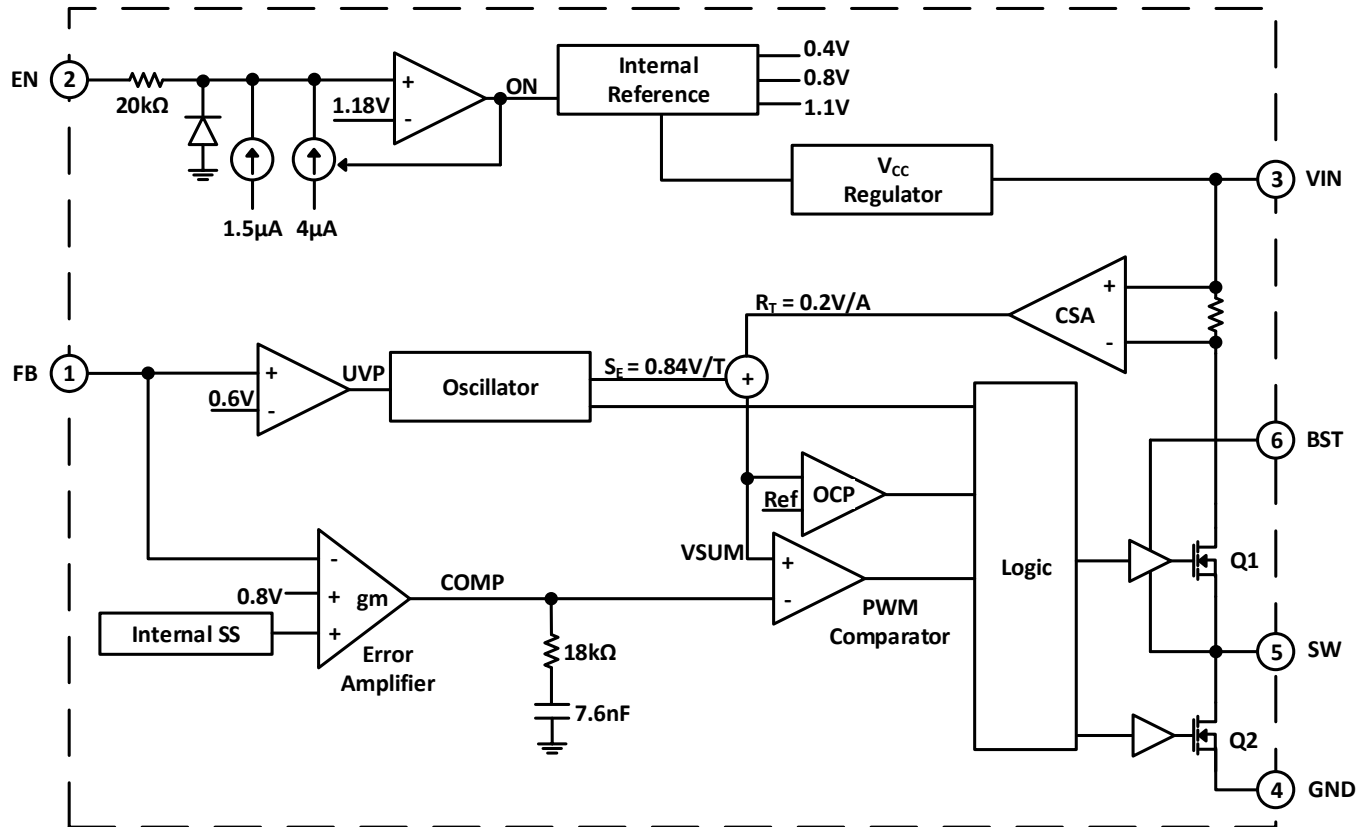 EN
2
20kΩ
1.5µA
4µA
1.18V
+
-
ON
Internal
Reference
0.4V
0.8V
1.1V
VCC
Regulator
3
VIN
RT = 0.2V/A
CSA
+
-
FB
1
0.6V
+
-
UVP
Oscillator
SE = 0.84V/T
+
6
BST
Ref
OCP
VSUM
+
-
PWM
Comparator
Logic
Q1
0.8V
Internal SS
-
+
+
gm
Error
Amplifier
COMP
18kΩ
7.6nF
5
SW
Q2
4
GND